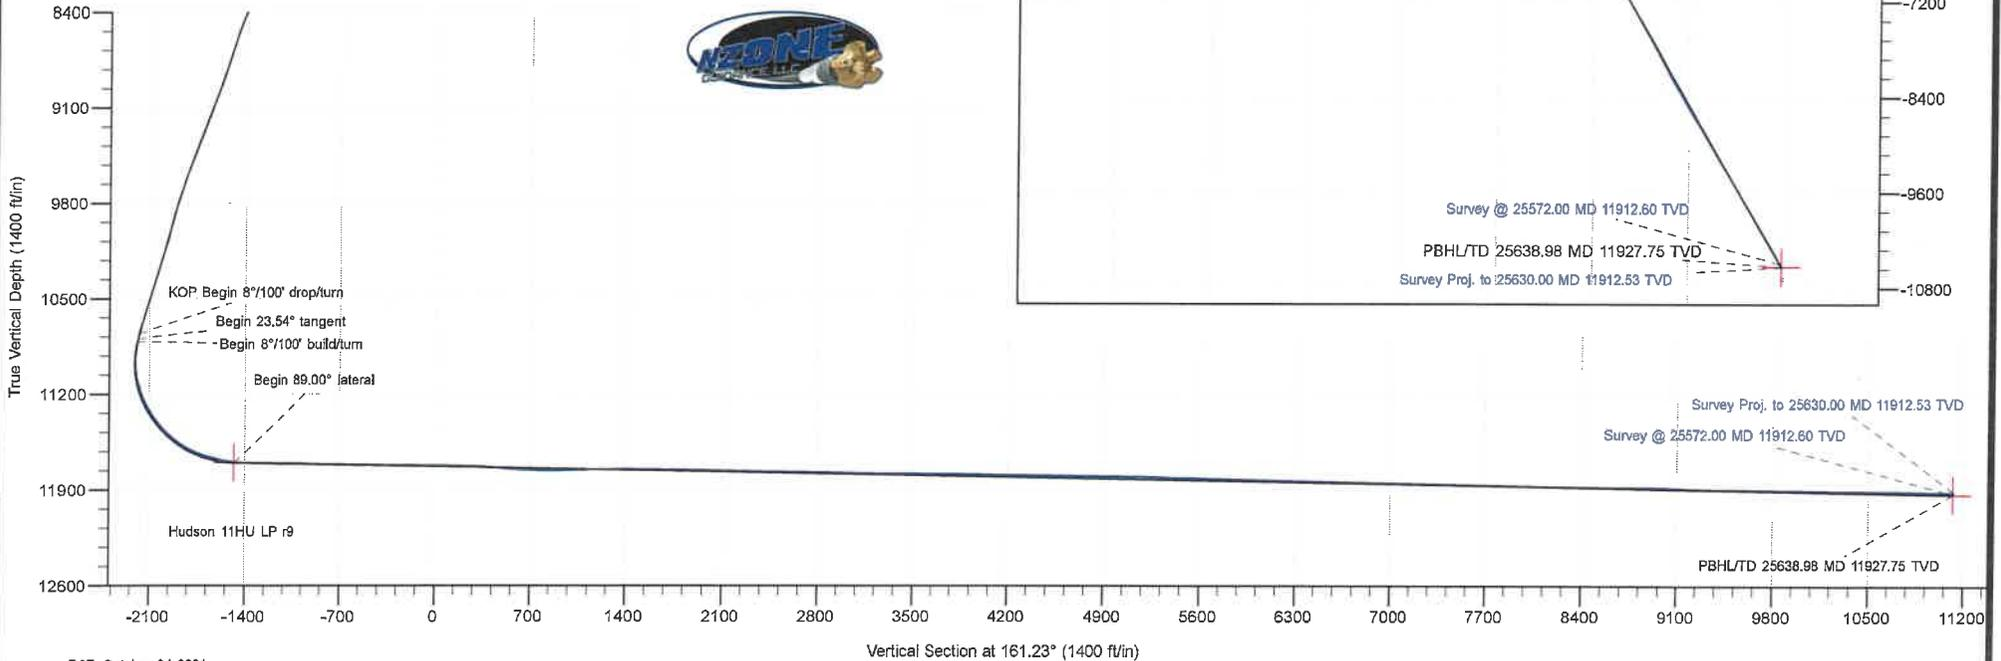 8400
9100
9800
10500
11200
11900
12600
True Vertical Depth (1400 ft/in)
NZONE
KOP Begin 8°/100' drop/turn
Begin 23.54° tangent
Begin 8°/100' build/turn
Begin 89.00° lateral
Hudson 11HU LP r9
-7200
-8400
-9600
-10800
Survey @ 25572.00 MD 11912.60 TVD
PBHL/TD 25638.98 MD 11927.75 TVD
Survey Proj. to 25630.00 MD 11912.53 TVD
Survey Proj. to 25630.00 MD 11912.53 TVD
Survey @ 25572.00 MD 11912.60 TVD
PBHL/TD 25638.98 MD 11927.75 TVD
-2100 -1400 -700 0 700 1400 2100 2800 3500 4200 4900 5600 6300 7000 7700 8400 9100 9800 10500 11200
Vertical Section at 161.23° (1400 ft/in)